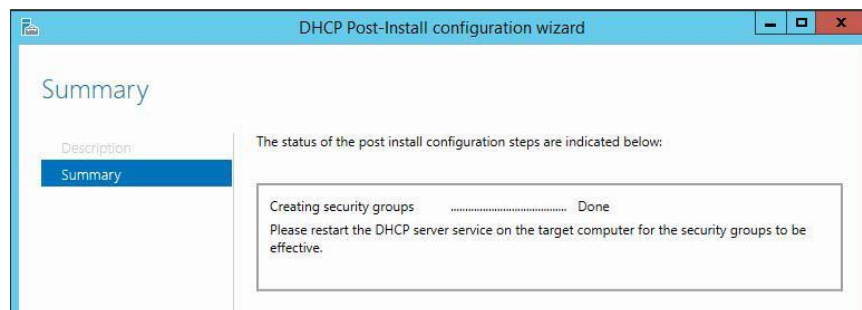 DHCP Post-Install configuration wizard
Summary
Description
Summary
The status of the post install configuration steps are indicated below:
Creating security groups ........................................ Done
Please restart the DHCP server service on the target computer for the security groups to be
effective.